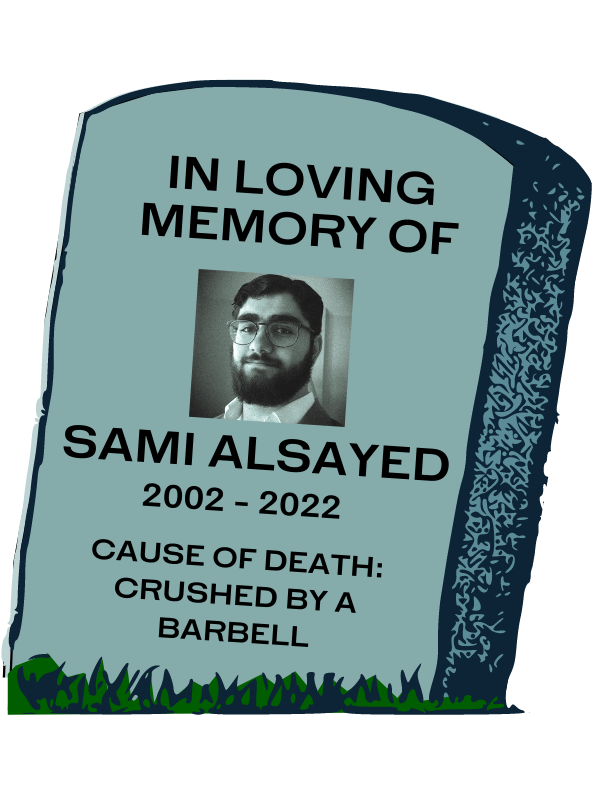 IN LOVING
MEMORY OF
SAMI ALSAYED
2002 - 2022
CAUSE OF DEATH:
CRUSHED BY A
BARBELL